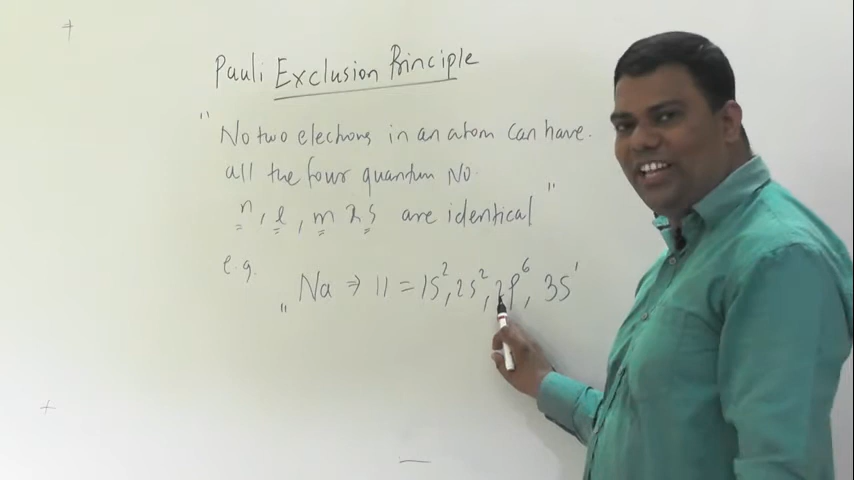 Pauli Exclusion Principle
"No two electrons in an atom can have.
all the four quantum No.
n, l, m & s are identical"
e.g.
" Na ⇒ 11 = 1s², 2s², 2p⁶, 3s¹